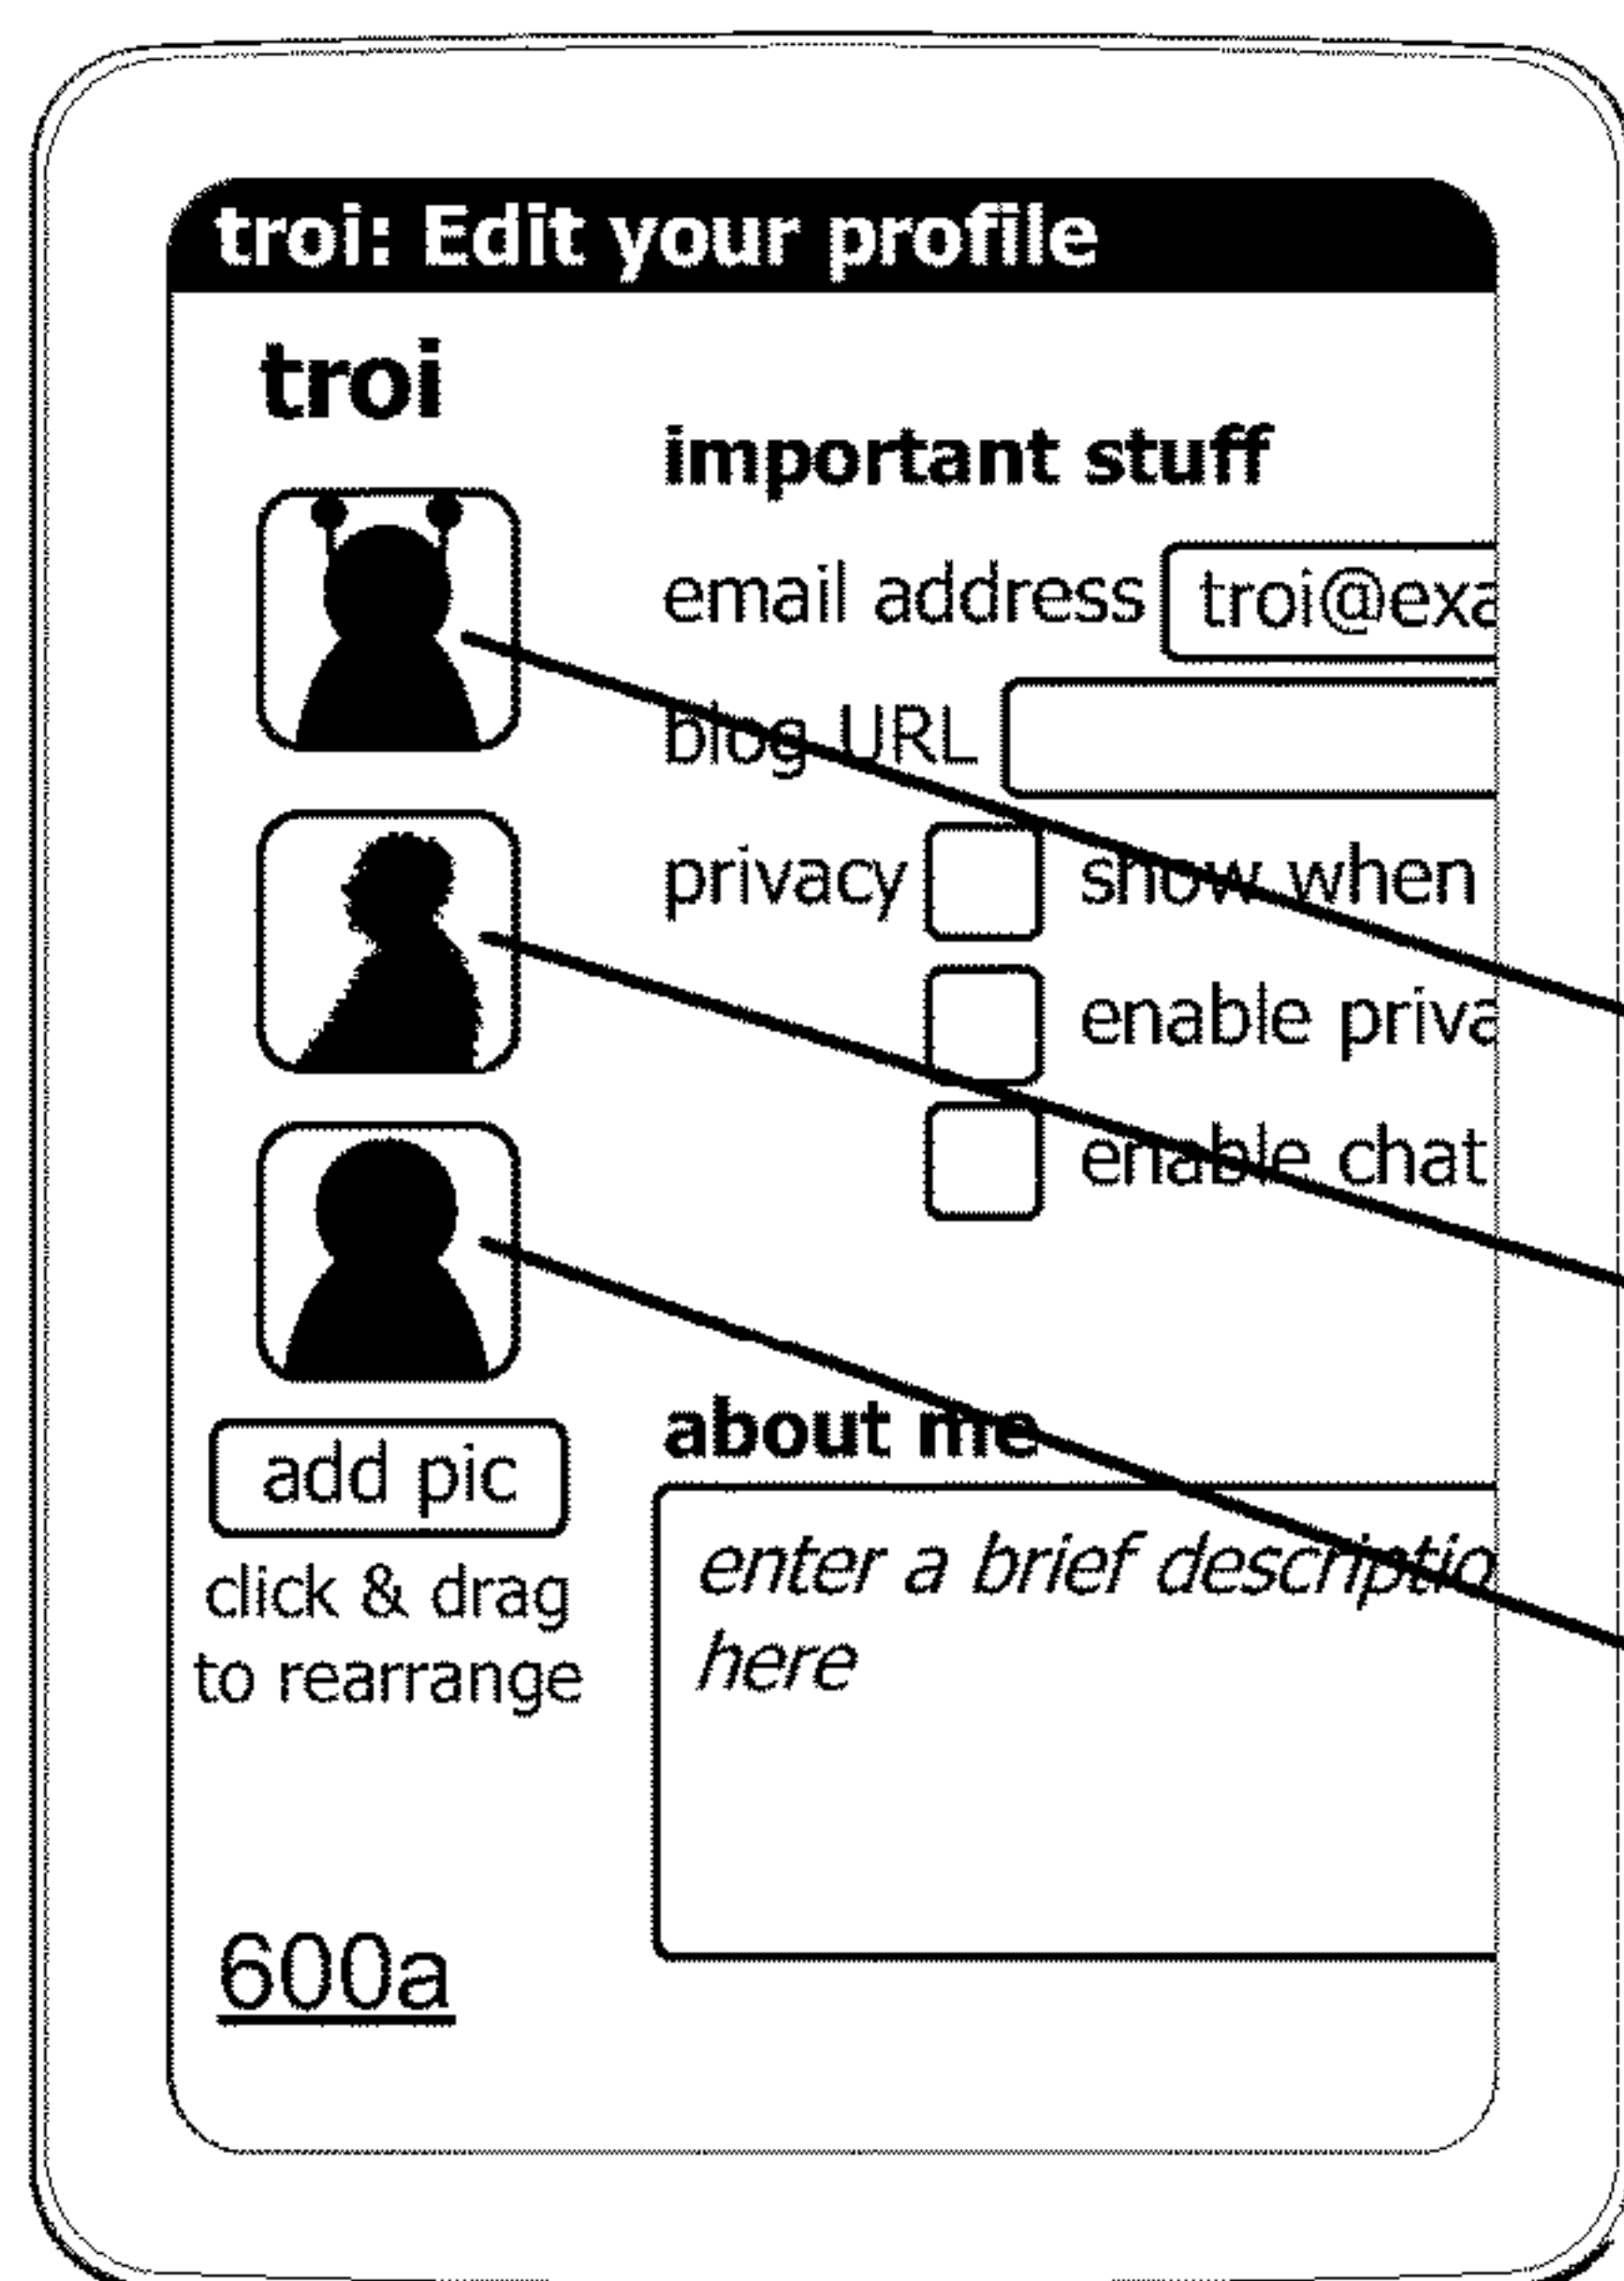 troi: Edit your profile
troi
important stuff
email address troi@exa
blog URL
privacy show when
enable priva
enable chat
add pic
click & drag
to rearrange
about me
enter a brief descriptio
here
600a